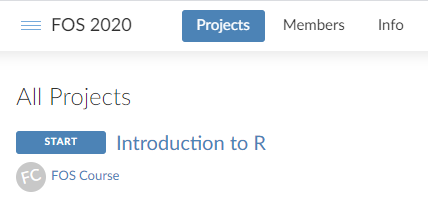 FOS 2020 Projects Members Info
All Projects
START Introduction to R
FC FOS Course